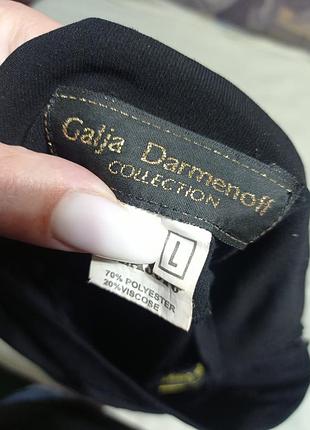 Galja Darmenoff
COLLECTION
L
70% POLYESTER
20%VISCOSE